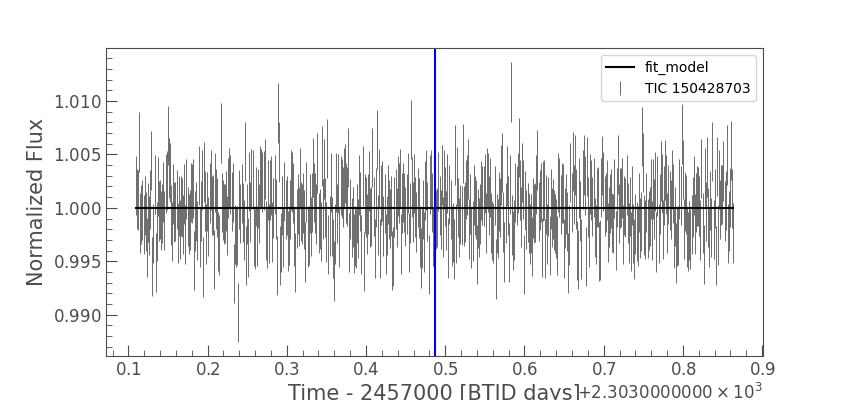 fit_model
TIC 150428703
Normalized Flux
1.010
1.005
1.000
0.995
0.990
0.1 0.2 0.3 0.4 0.5 0.6 0.7 0.8 0.9
Time - 2457000 [BTJD days]
+2.3030000000 × 10³